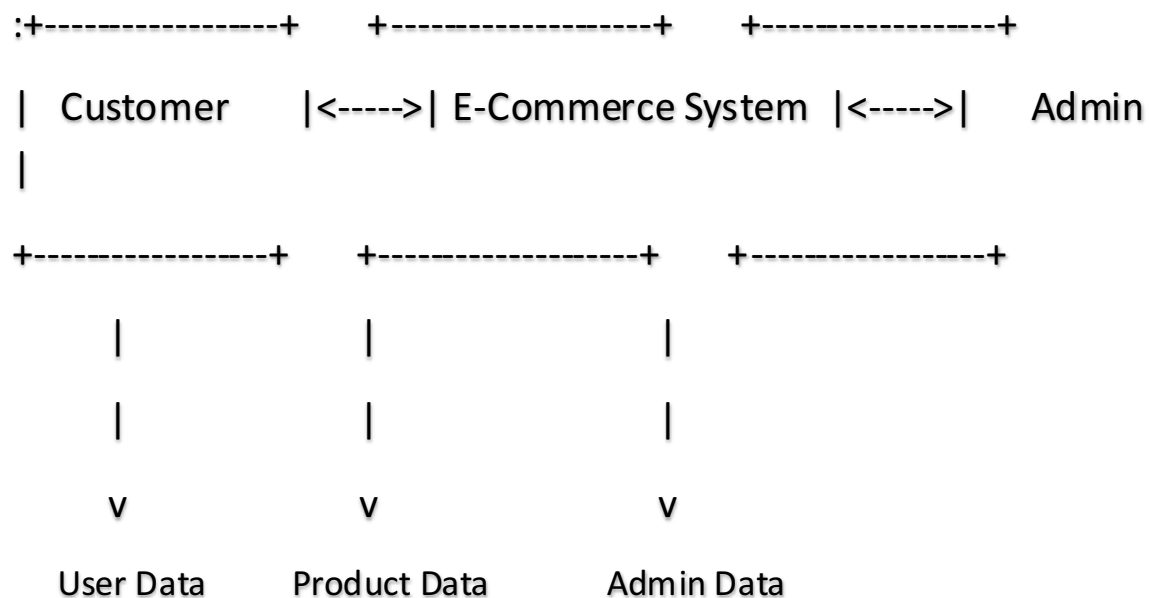 :+------------------+ +--------------------+ +------------------+
| Customer |<----->| E-Commerce System |<----->| Admin
|
+------------------+ +--------------------+ +------------------+
| | |
| | |
v v v
User Data Product Data Admin Data